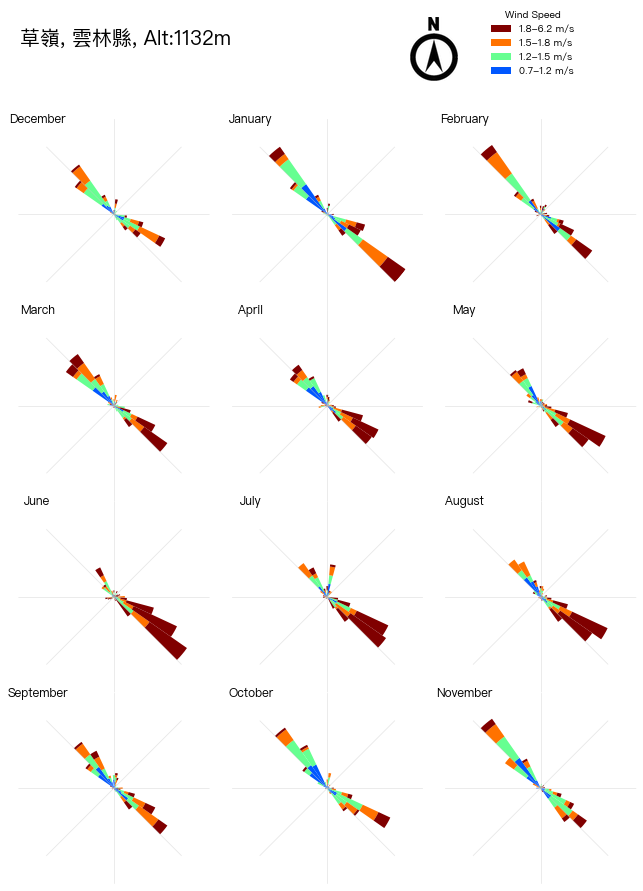 草嶺, 雲林縣, Alt:1132m
N
Wind Speed
1.8–6.2 m/s
1.5–1.8 m/s
1.2–1.5 m/s
0.7–1.2 m/s
December
January
February
March
April
May
June
July
August
September
October
November